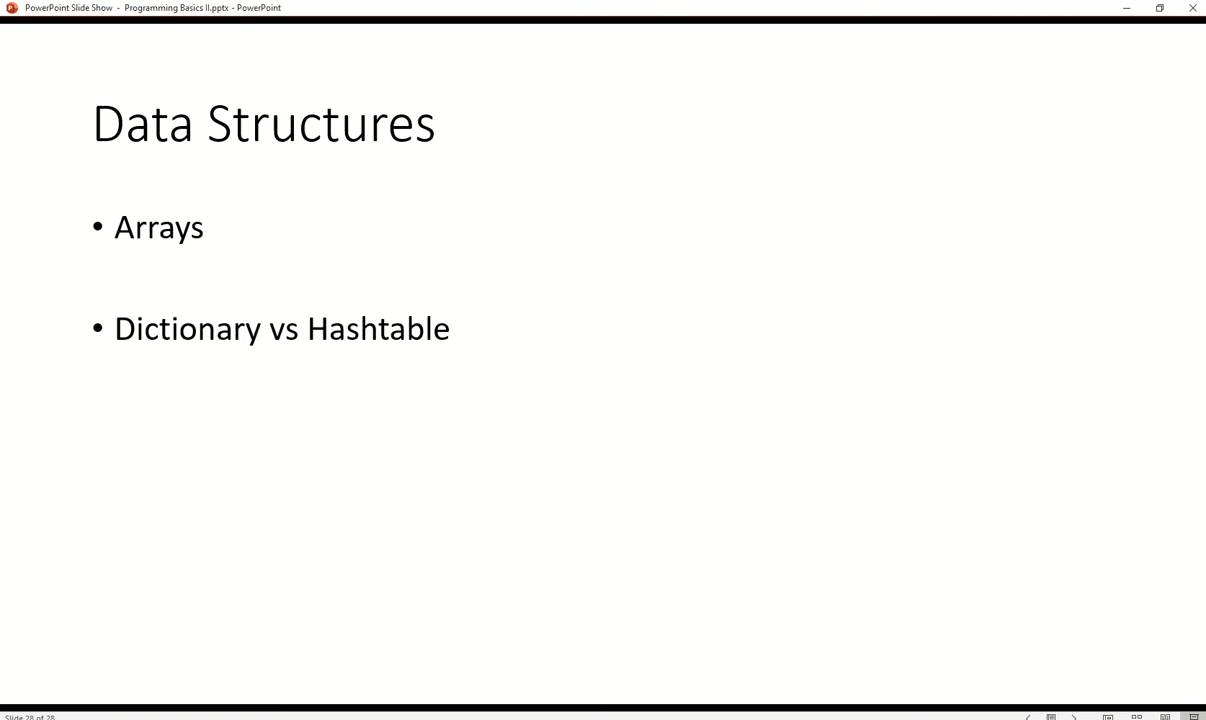 PowerPoint Slide Show - Programming Basics II.pptx - PowerPoint
Data Structures
• Arrays
• Dictionary vs Hashtable
Slide 28 of 28